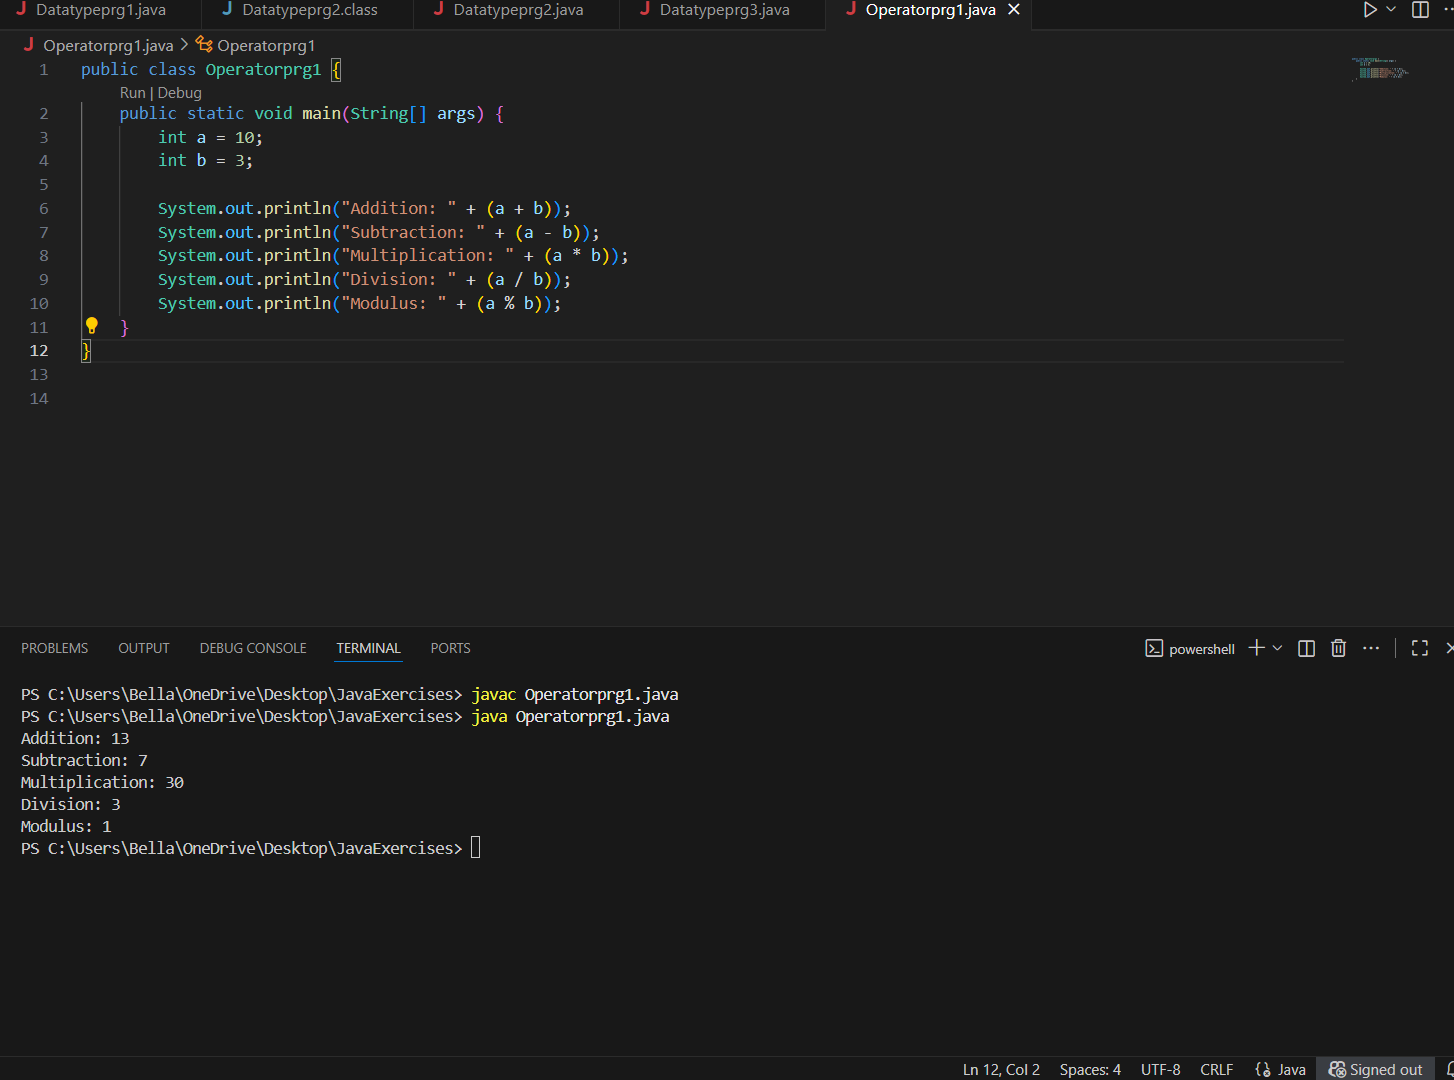 Datatypeprg1.java Datatypeprg2.class Datatypeprg2.java Datatypeprg3.java Operatorprg1.java
Operatorprg1.java > Operatorprg1
1 public class Operatorprg1 {
Run | Debug
2 public static void main(String[] args) {
3 int a = 10;
4 int b = 3;
5
6 System.out.println("Addition: " + (a + b));
7 System.out.println("Subtraction: " + (a - b));
8 System.out.println("Multiplication: " + (a * b));
9 System.out.println("Division: " + (a / b));
10 System.out.println("Modulus: " + (a % b));
11 }
12 }
13
14
PROBLEMS OUTPUT DEBUG CONSOLE TERMINAL PORTS powershell
PS C:\Users\Bella\OneDrive\Desktop\JavaExercises> javac Operatorprg1.java
PS C:\Users\Bella\OneDrive\Desktop\JavaExercises> java Operatorprg1.java
Addition: 13
Subtraction: 7
Multiplication: 30
Division: 3
Modulus: 1
PS C:\Users\Bella\OneDrive\Desktop\JavaExercises>
Ln 12, Col 2 Spaces: 4 UTF-8 CRLF Java Signed out